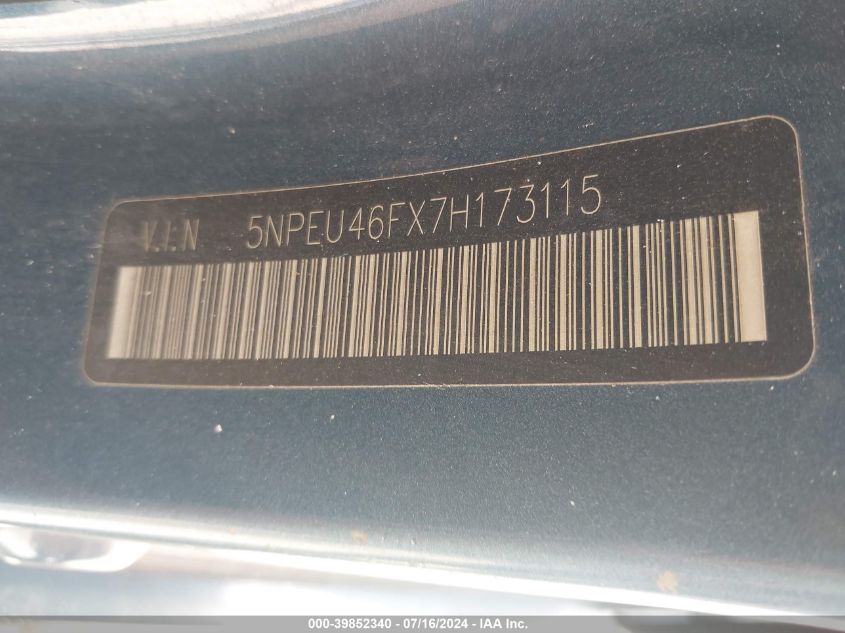 V.I.N 5NPEU46FX7H173115
000-39852340 - 07/16/2024 - IAA Inc.